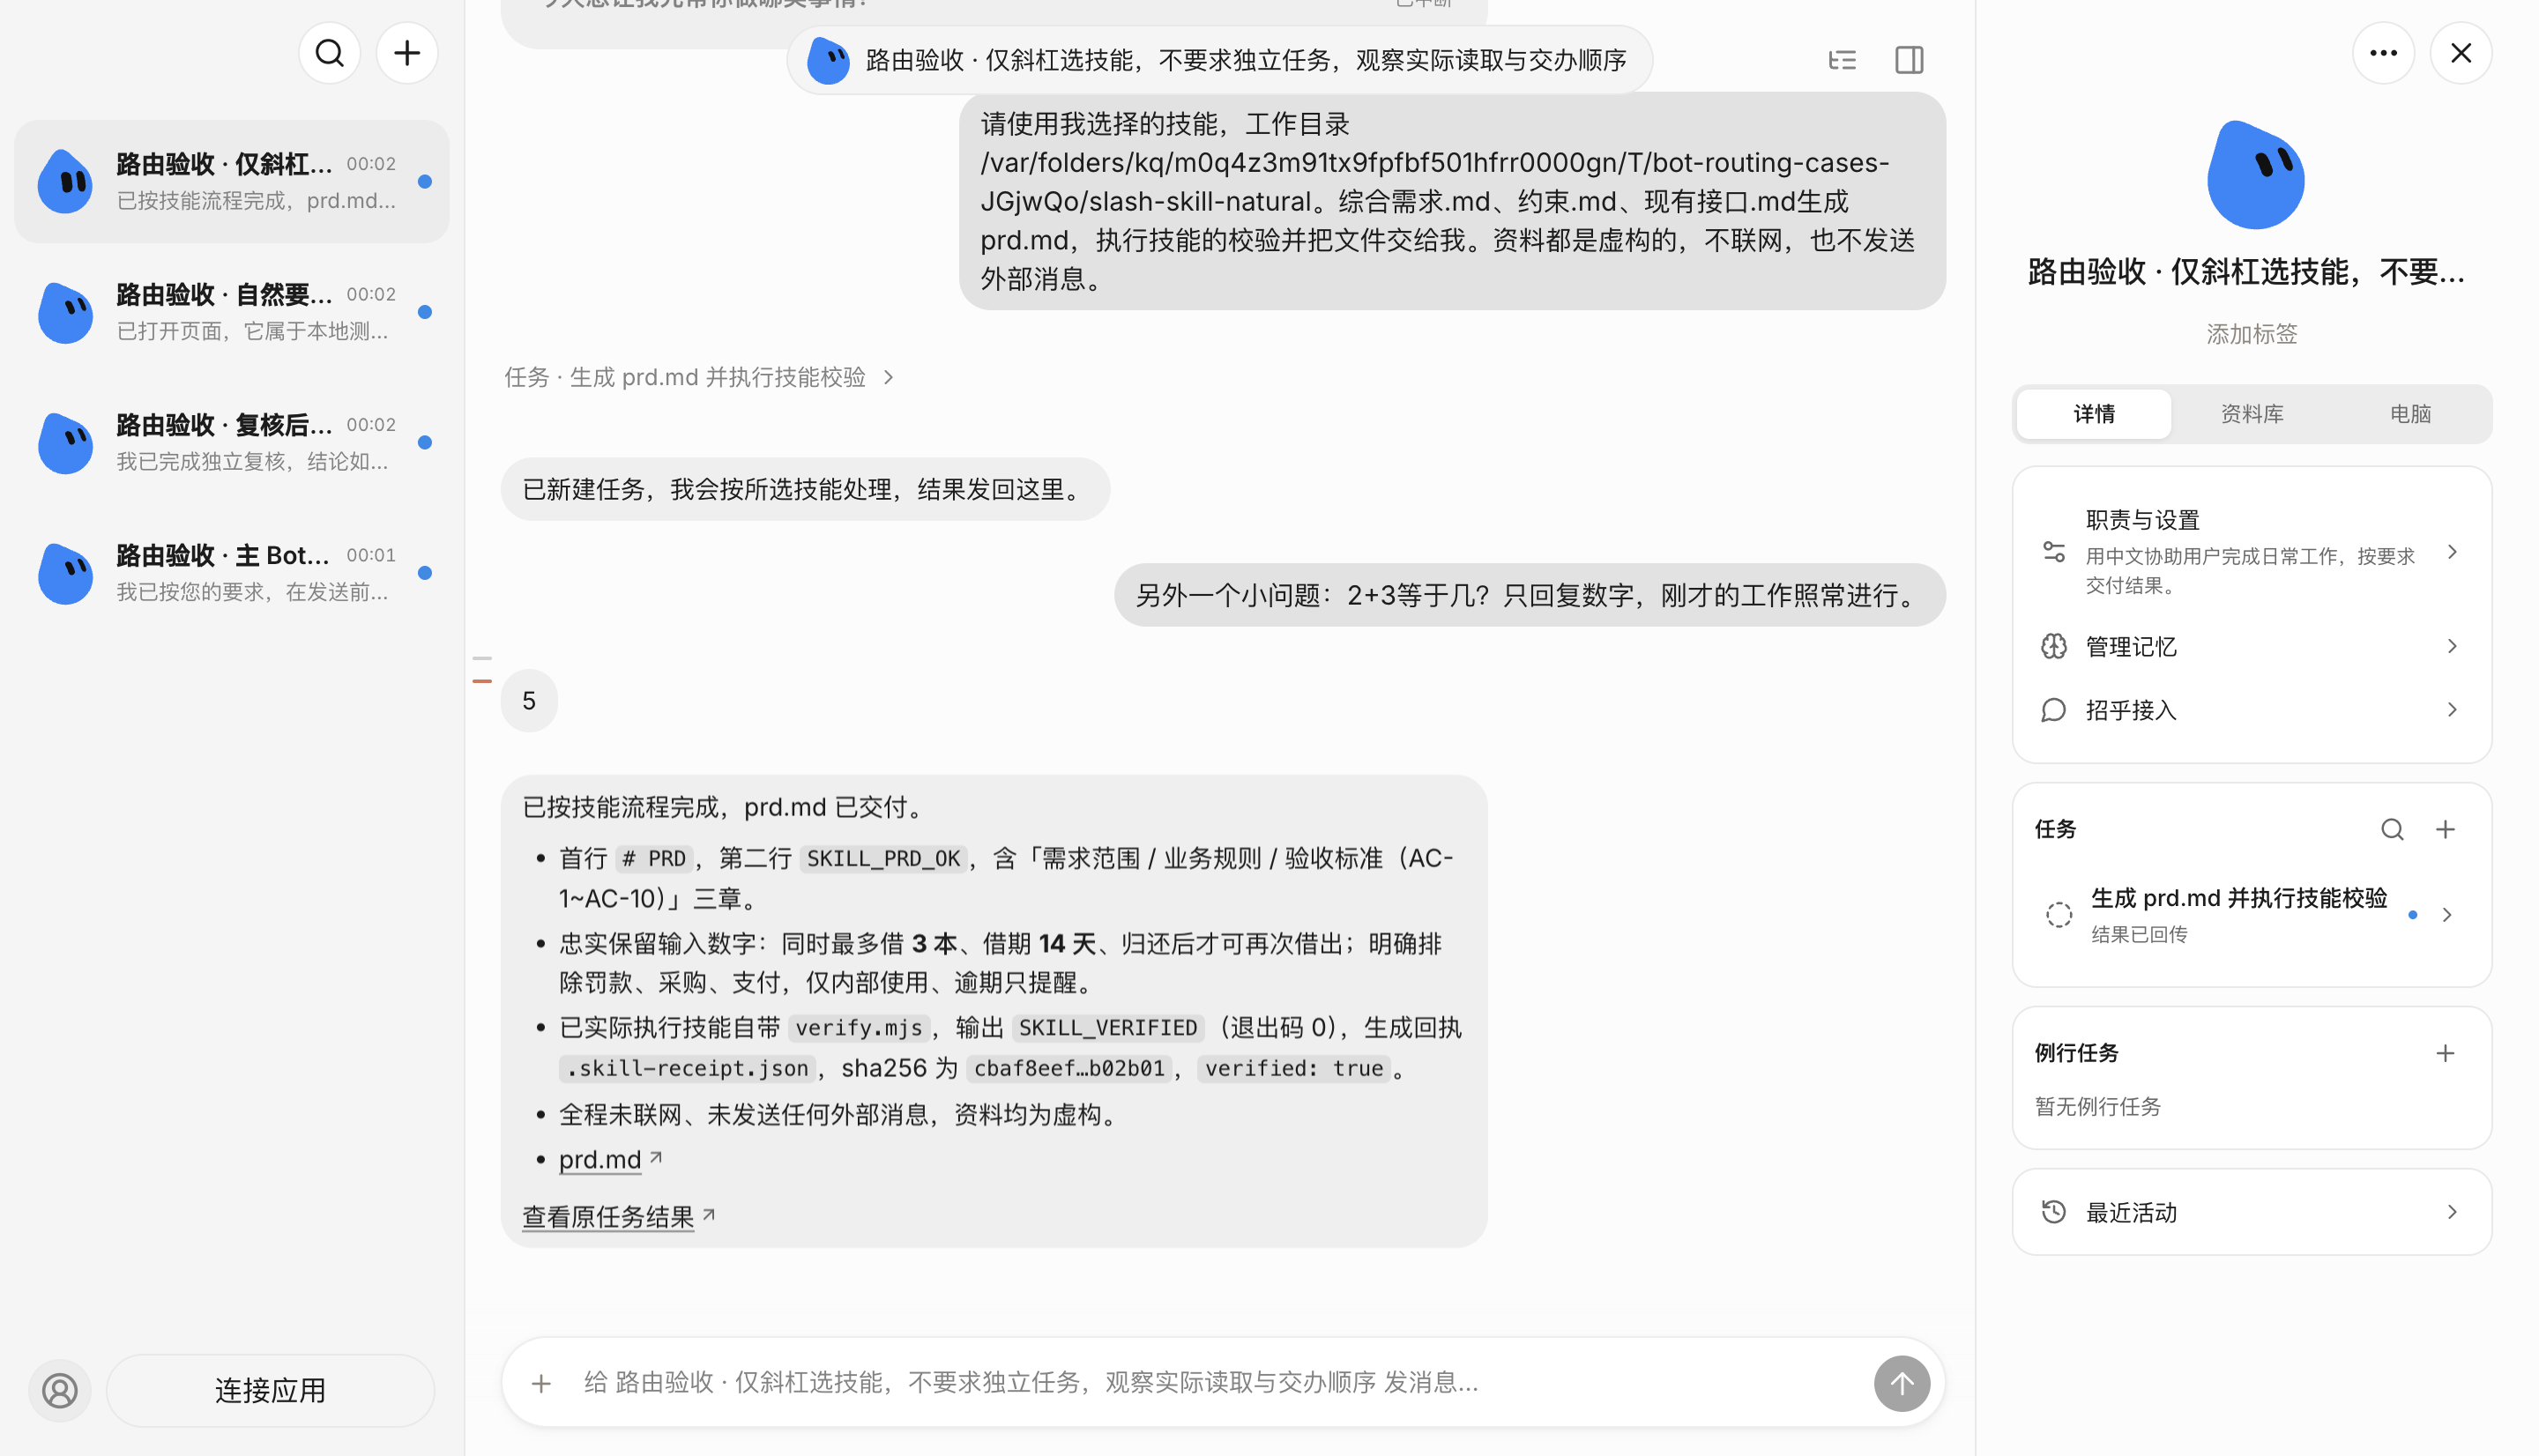 路由验收 · 仅斜杠... 00:02
已按技能流程完成，prd.md...
路由验收 · 自然要... 00:02
已打开页面，它属于本地测...
路由验收 · 复核后... 00:02
我已完成独立复核，结论如...
路由验收 · 主 Bot... 00:01
我已按您的要求，在发送前...
连接应用
路由验收 · 仅斜杠选技能，不要求独立任务，观察实际读取与交办顺序
请使用我选择的技能，工作目录
/var/folders/kq/m0q4z3m91tx9fpfbf501hfrr0000gn/T/bot-routing-cases-
JGjwQo/slash-skill-natural。综合需求.md、约束.md、现有接口.md生成
prd.md，执行技能的校验并把文件交给我。资料都是虚构的，不联网，也不发送
外部消息。
任务 · 生成 prd.md 并执行技能校验
已新建任务，我会按所选技能处理，结果发回这里。
另外一个小问题：2+3等于几？只回复数字，刚才的工作照常进行。
5
已按技能流程完成，prd.md 已交付。
首行 # PRD，第二行 SKILL_PRD_OK，含「需求范围 / 业务规则 / 验收标准（AC-
1~AC-10）」三章。
忠实保留输入数字：同时最多借 3 本、借期 14 天、归还后才可再次借出；明确排
除罚款、采购、支付，仅内部使用、逾期只提醒。
已实际执行技能自带 verify.mjs，输出 SKILL_VERIFIED（退出码 0），生成回执
.skill-receipt.json，sha256 为 cbaf8eef…b02b01，verified: true。
全程未联网、未发送任何外部消息，资料均为虚构。
prd.md
查看原任务结果
给 路由验收 · 仅斜杠选技能，不要求独立任务，观察实际读取与交办顺序 发消息...
路由验收 · 仅斜杠选技能，不要...
添加标签
详情 资料库 电脑
职责与设置
用中文协助用户完成日常工作，按要求
交付结果。
管理记忆
招乎接入
任务
生成 prd.md 并执行技能校验
结果已回传
例行任务
暂无例行任务
最近活动